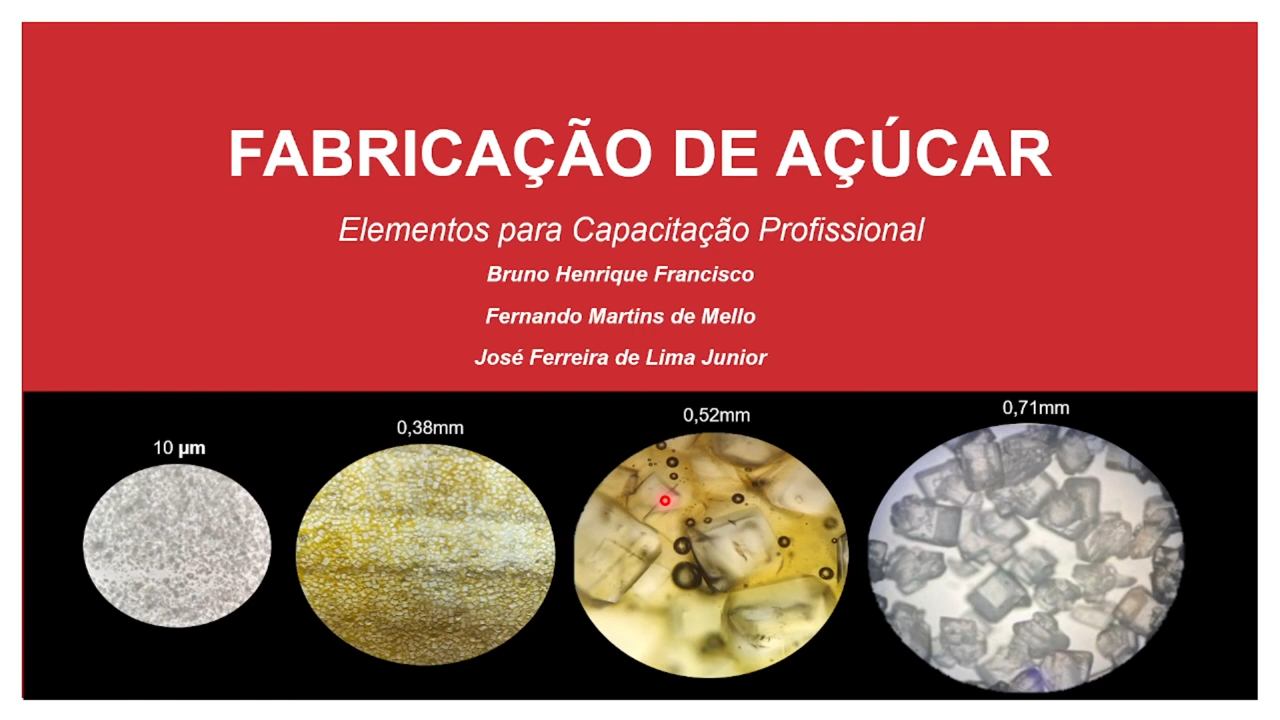 FABRICAÇÃO DE AÇÚCAR
Elementos para Capacitação Profissional
Bruno Henrique Francisco
Fernando Martins de Mello
José Ferreira de Lima Junior
10 µm
0,38mm
0,52mm
0,71mm